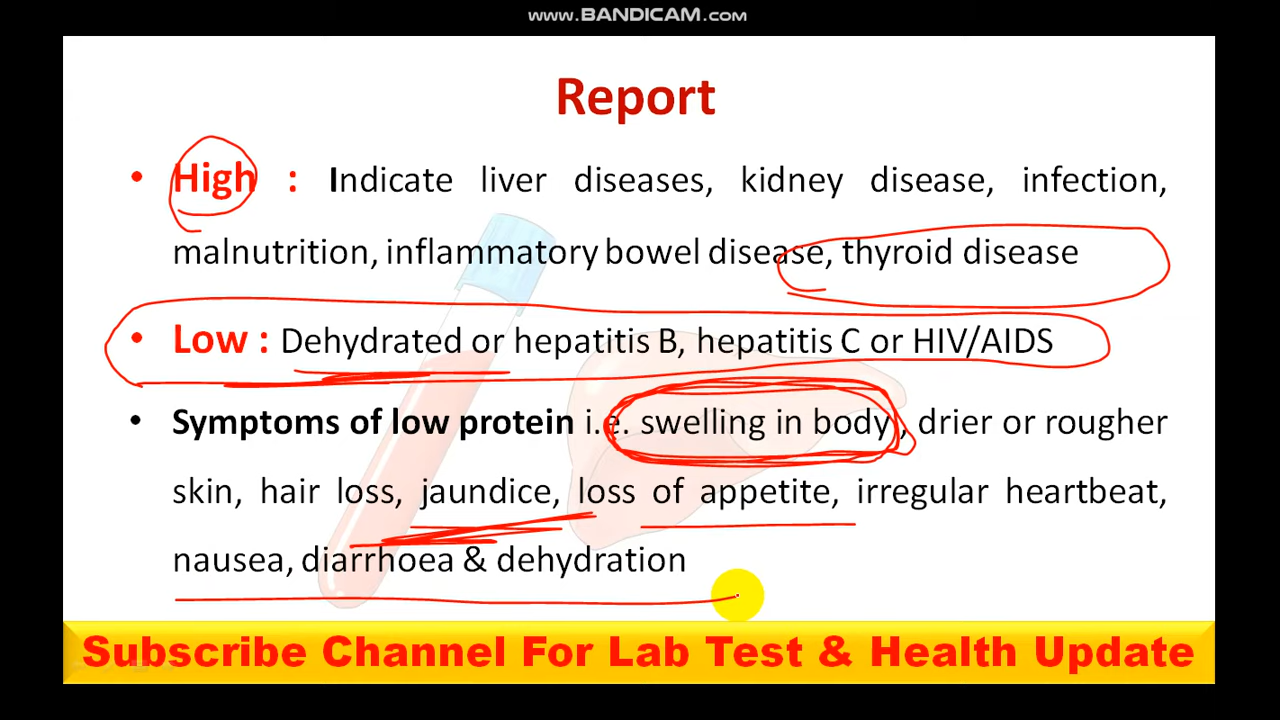 www.BANDICAM.com
Report
• High : Indicate liver diseases, kidney disease, infection,
malnutrition, inflammatory bowel disease, thyroid disease
• Low : Dehydrated or hepatitis B, hepatitis C or HIV/AIDS
• Symptoms of low protein i.e. swelling in body , drier or rougher
skin, hair loss, jaundice, loss of appetite, irregular heartbeat,
nausea, diarrhoea & dehydration
Subscribe Channel For Lab Test & Health Update